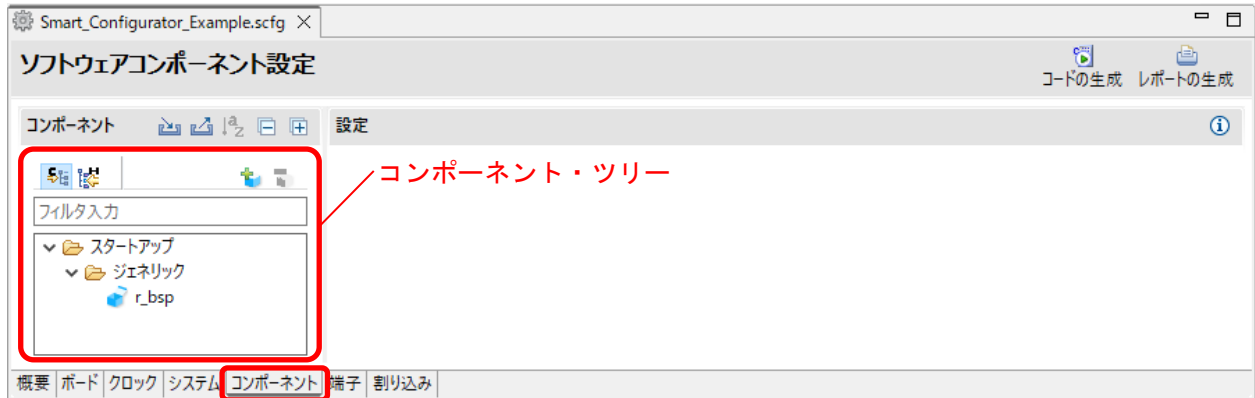 Smart_Configurator_Example.scfg
ソフトウェアコンポーネント設定
コードの生成 レポートの生成
コンポーネント
設定
コンポーネント・ツリー
フィルタ入力
スタートアップ
ジェネリック
r_bsp
概要 ボード クロック システム コンポーネント 端子 割り込み